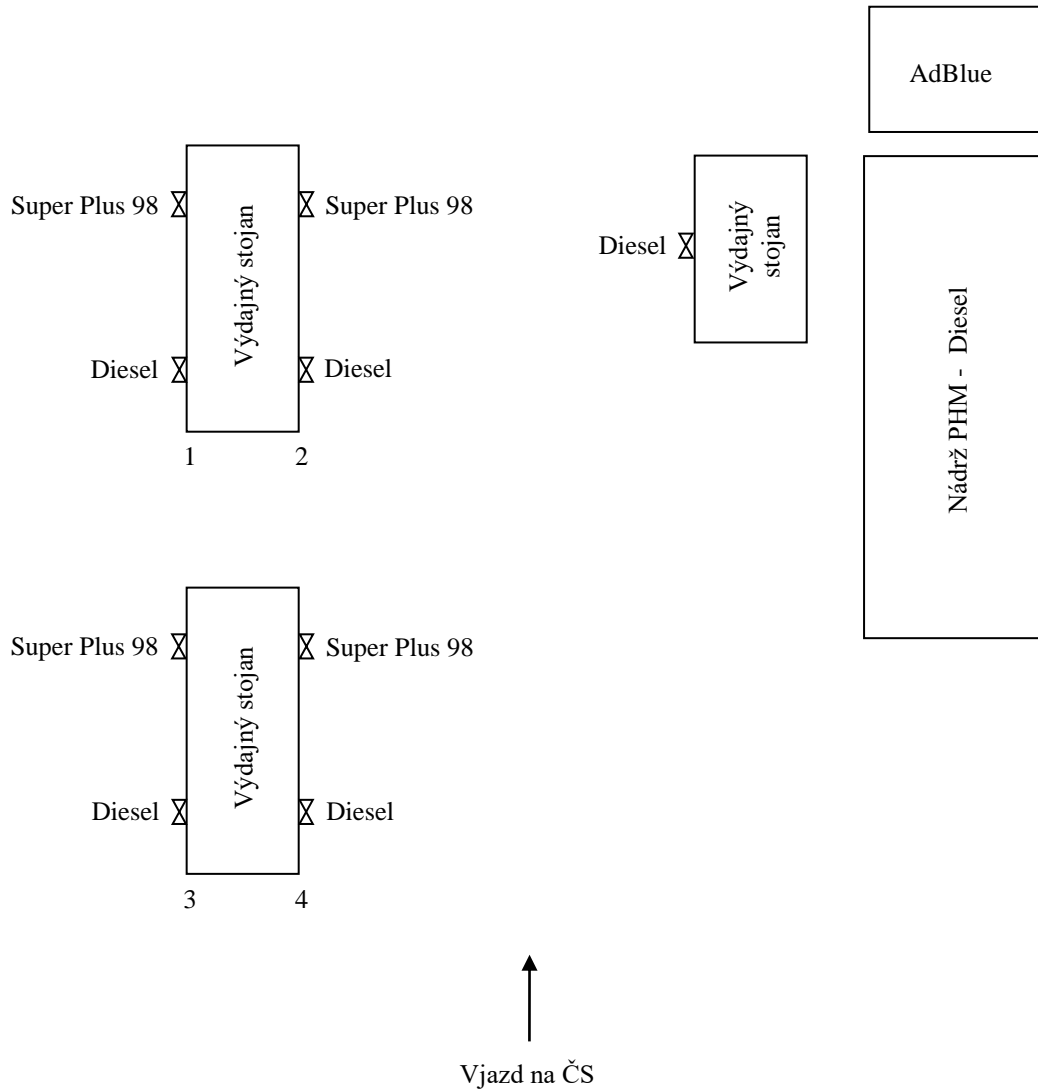 AdBlue
Super Plus 98
Výdajný stojan
Super Plus 98
Diesel
Výdajný
stojan
Diesel
Diesel
Nádrž PHM - Diesel
1
2
Super Plus 98
Výdajný stojan
Super Plus 98
Diesel
Diesel
3
4
Vjazd na ČS